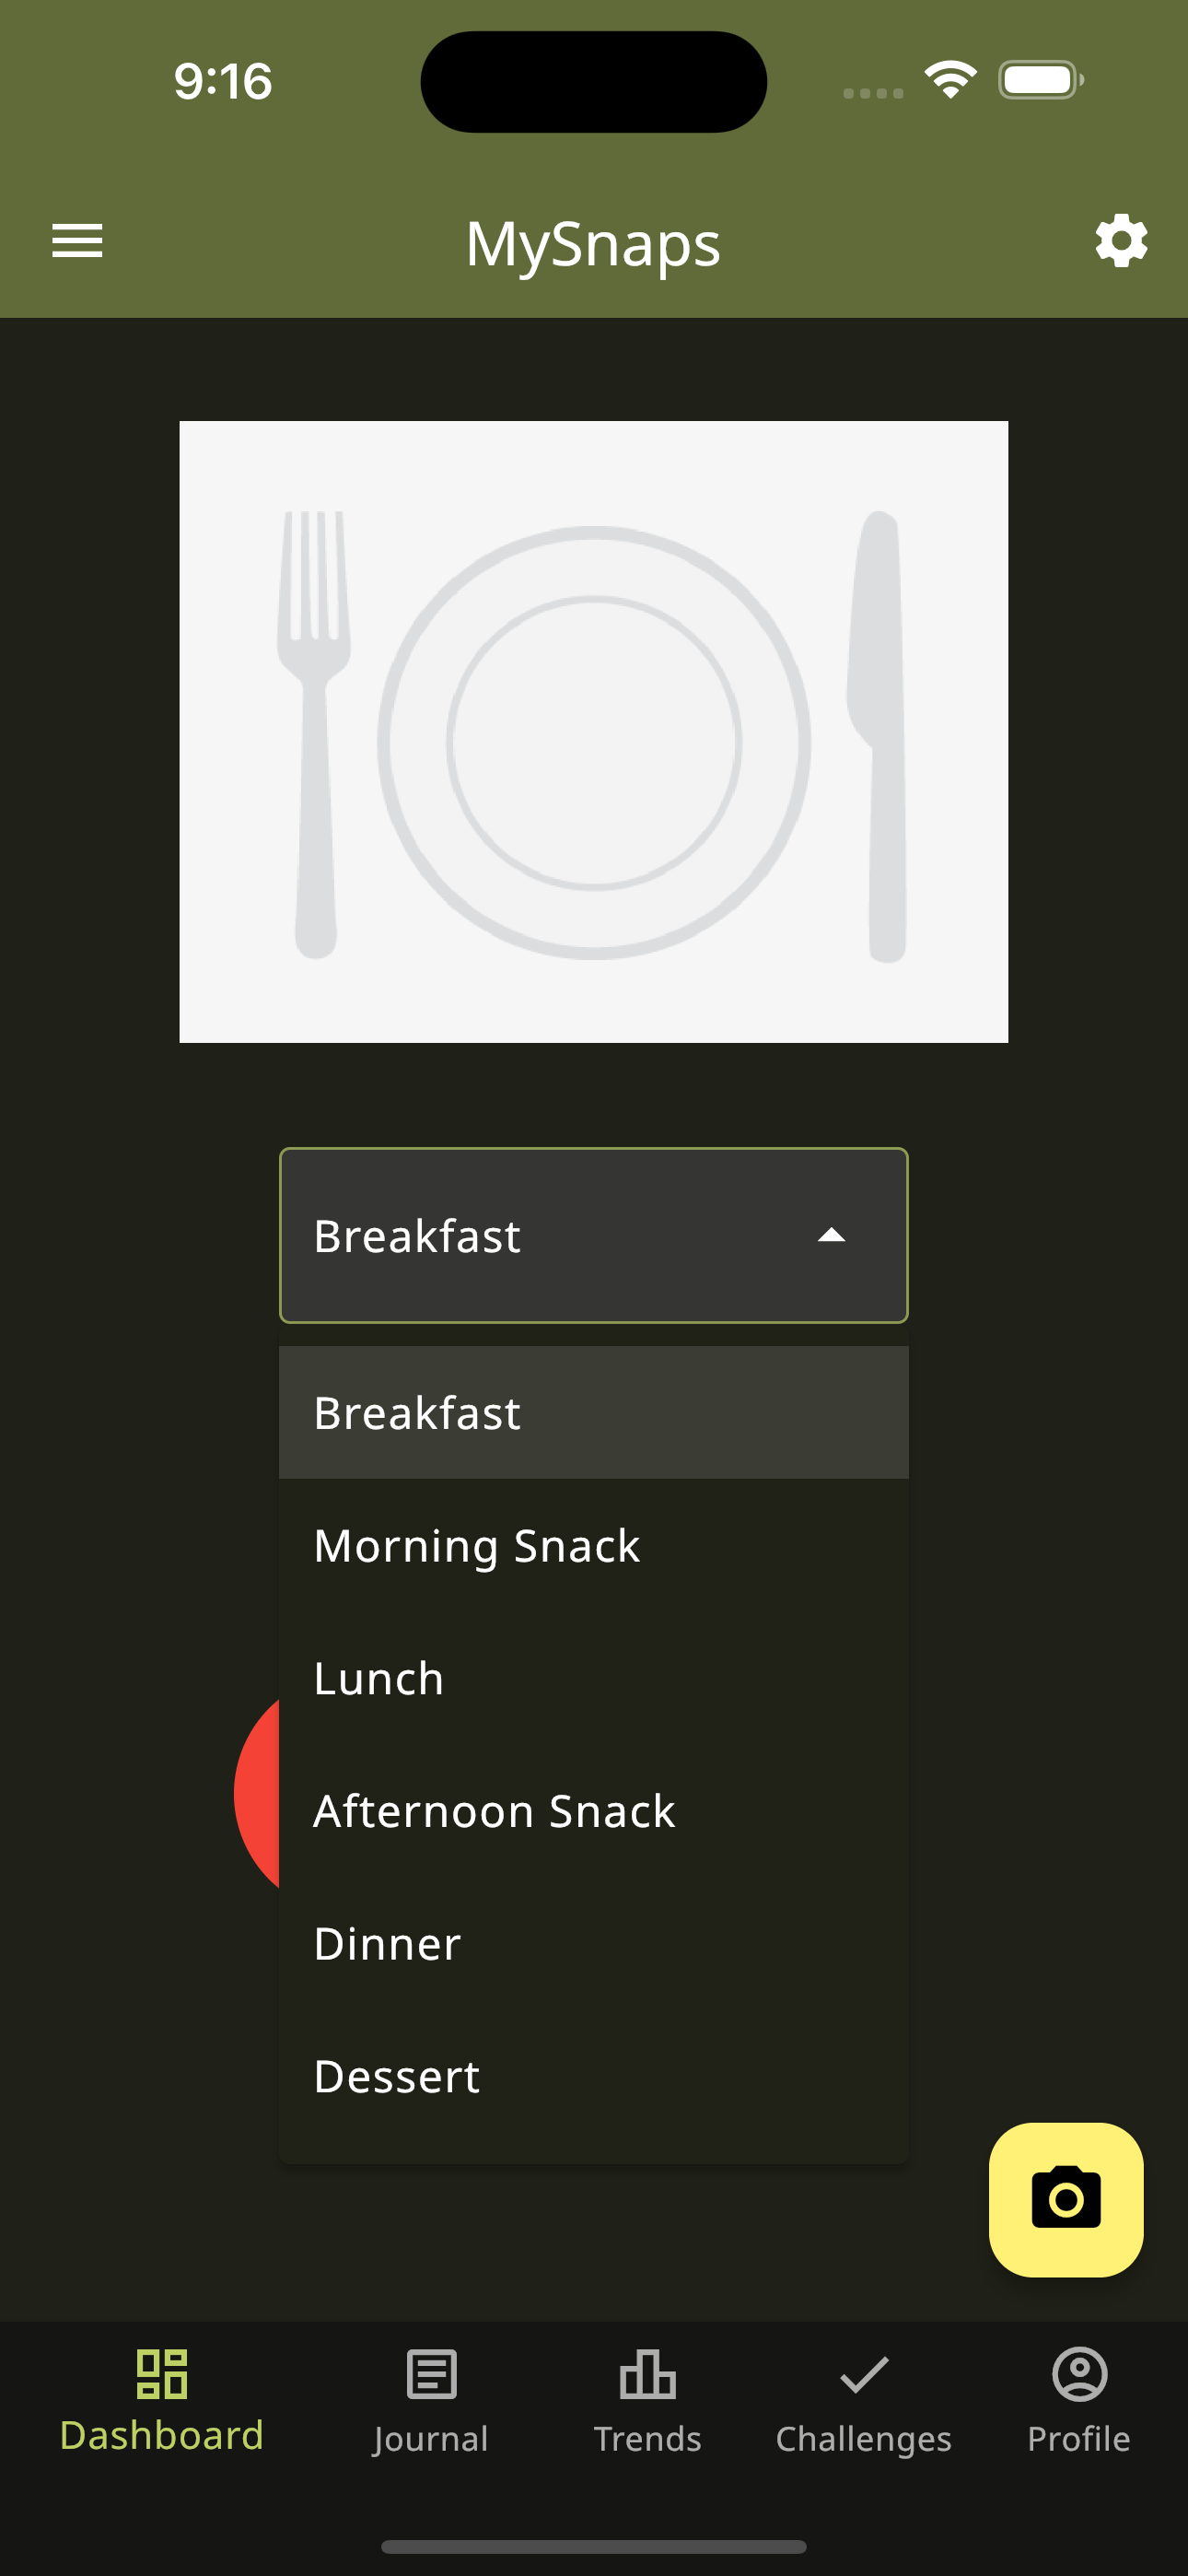 9:16
MySnaps
Breakfast
Breakfast
Morning Snack
Lunch
Afternoon Snack
Dinner
Dessert
Dashboard
Journal
Trends
Challenges
Profile